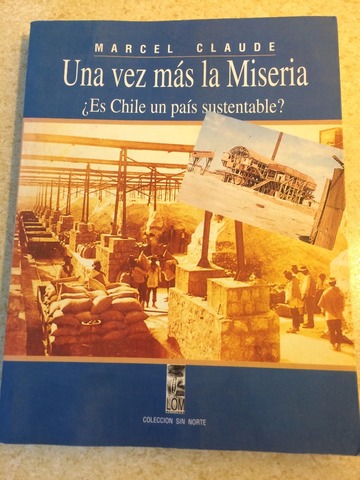 MARCEL CLAUDE
Una vez más la Miseria
¿Es Chile un país sustentable?
LOM
COLECCION SIN NORTE